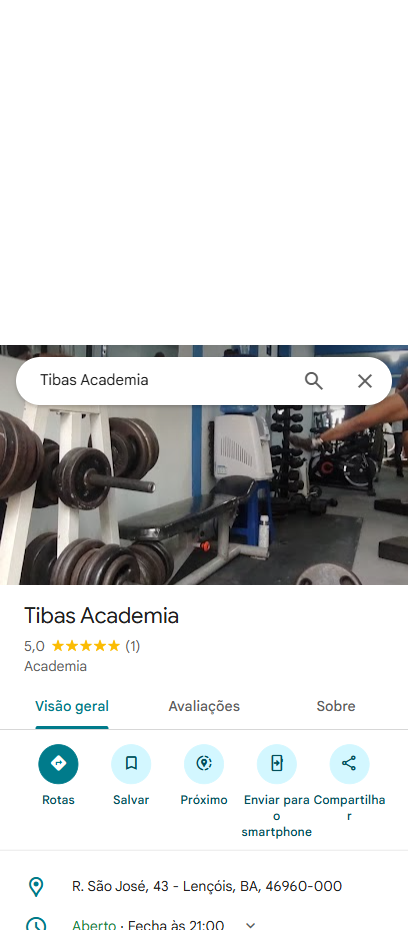 Tibas Academia
Tibas Academia
5,0 (1)
Academia
Visão geral
Avaliações
Sobre
Rotas
Salvar
Próximo
Enviar para
o
smartphone
Compartilha
r
R. São José, 43 - Lençóis, BA, 46960-000
Aberto · Fecha às 21:00